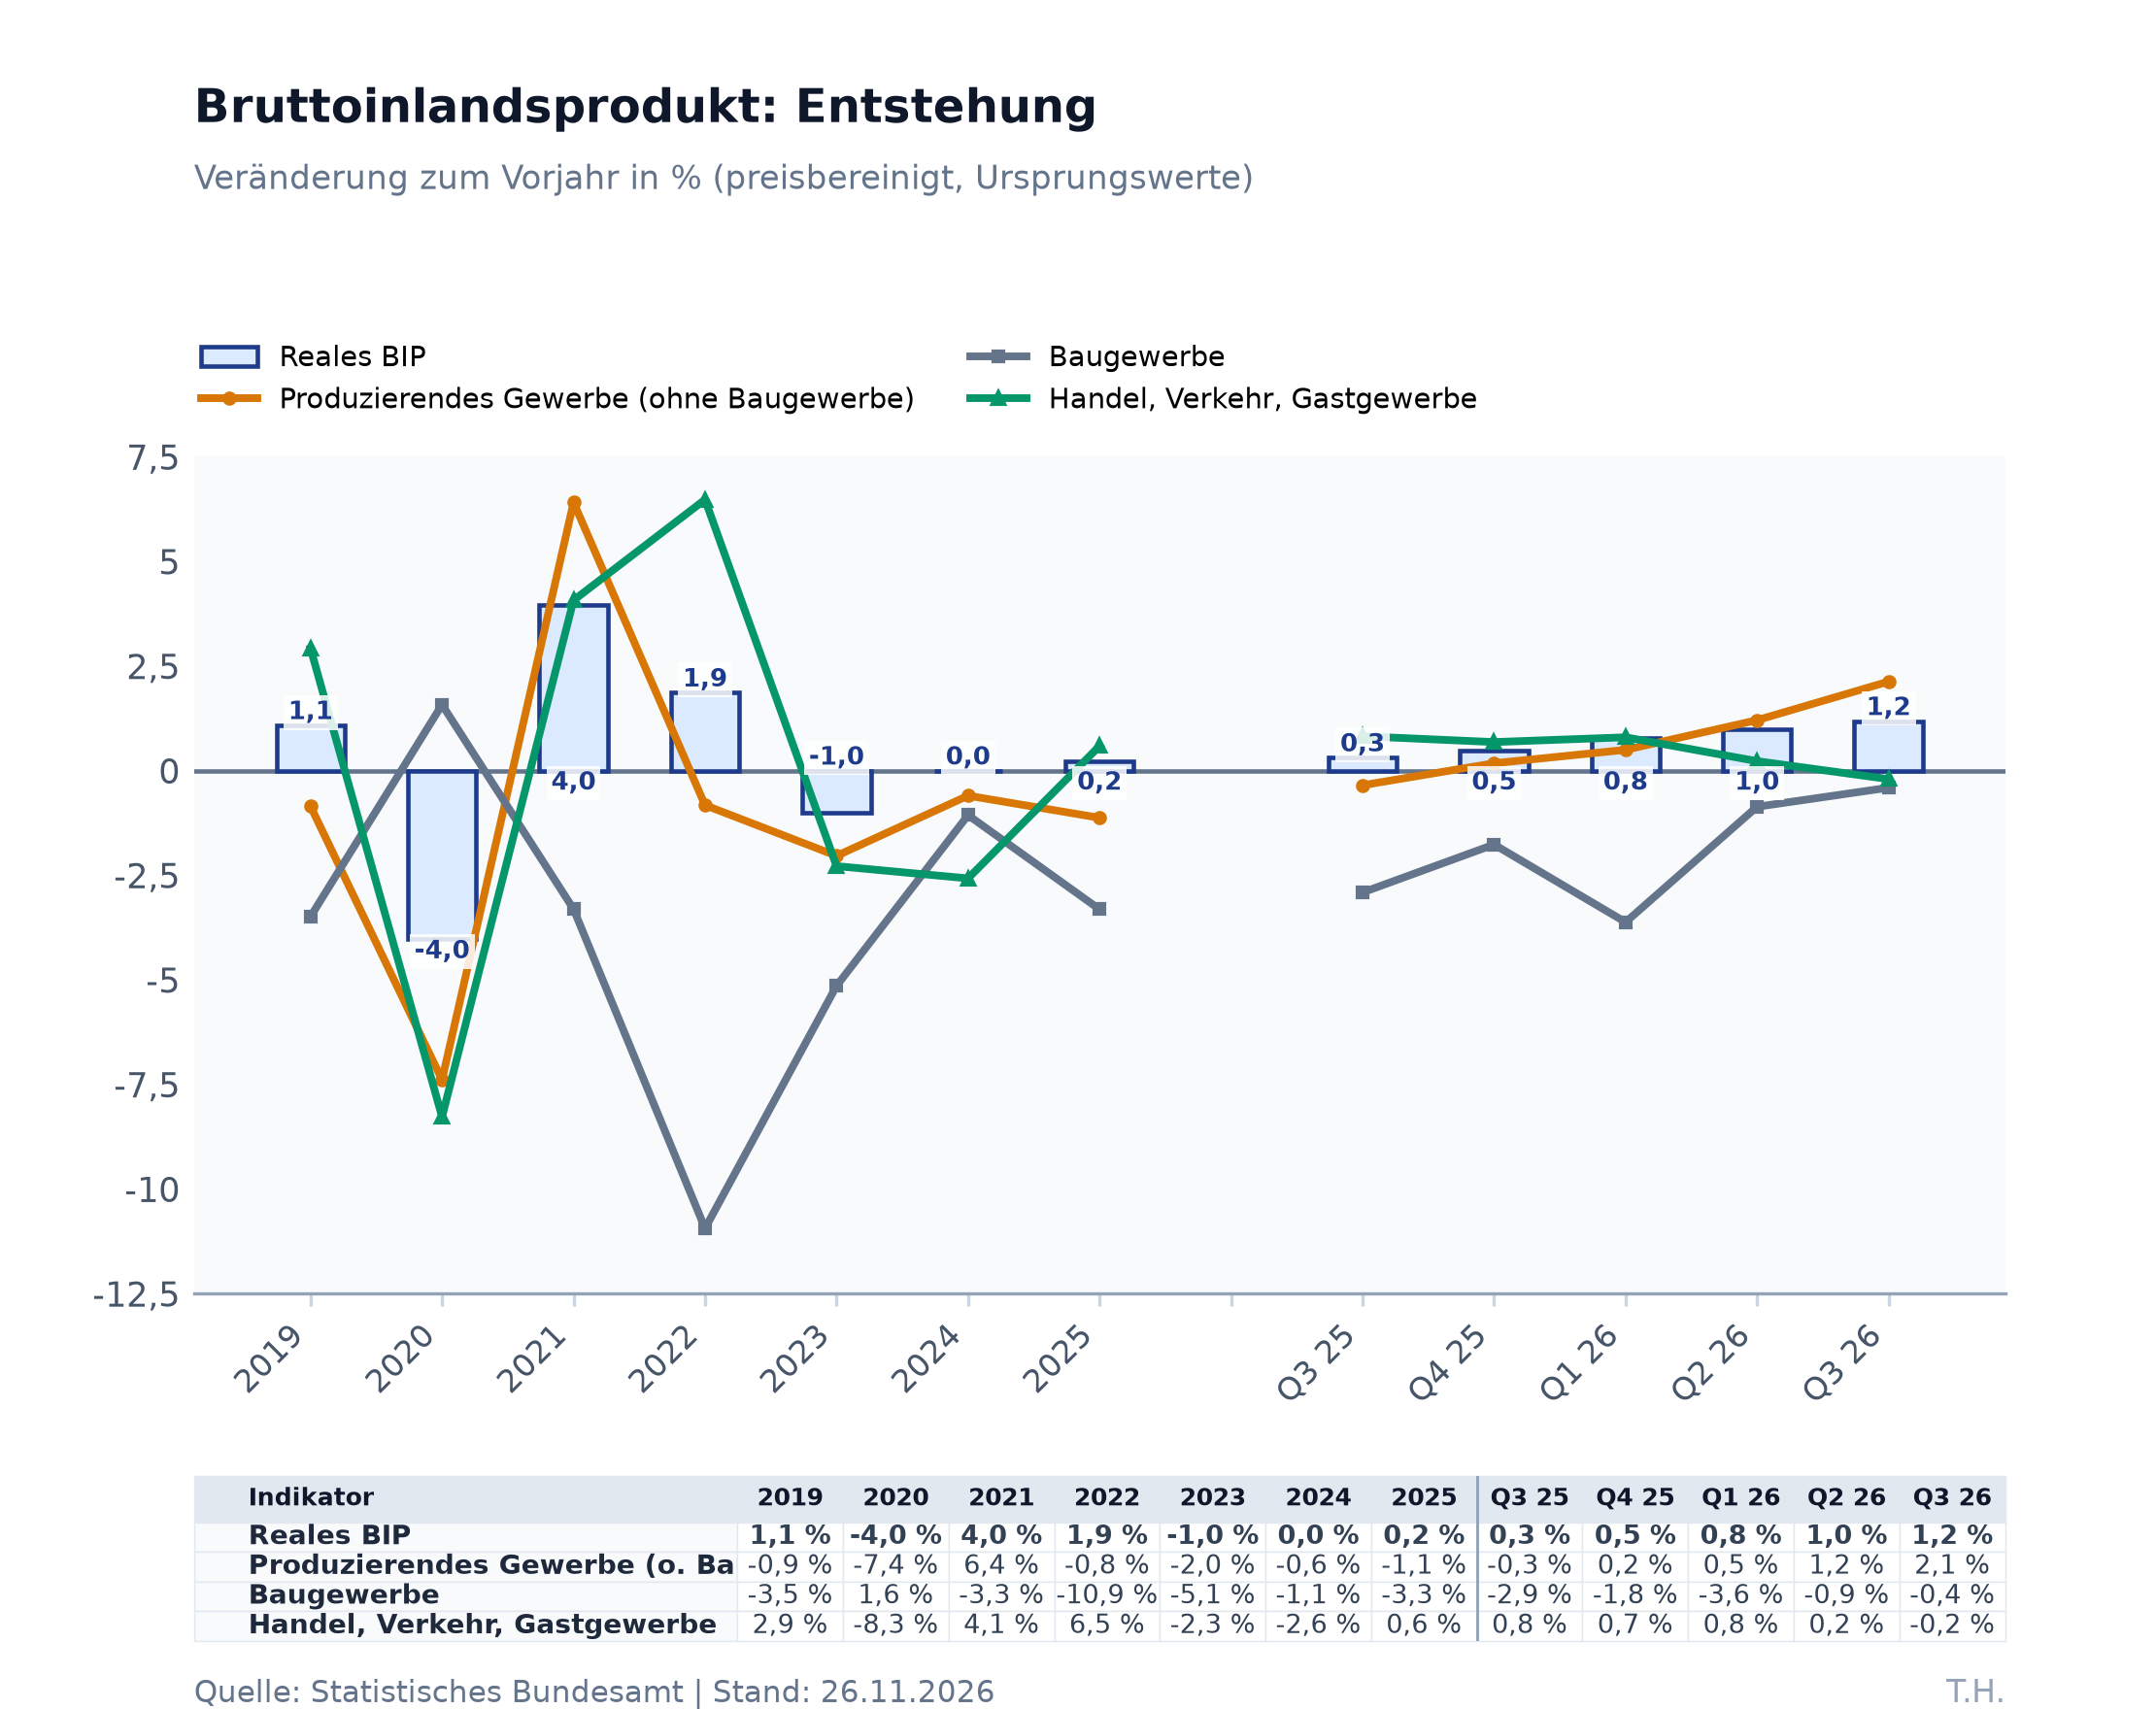 Bruttoinlandsprodukt: Entstehung
Veränderung zum Vorjahr in % (preisbereinigt, Ursprungswerte)
Reales BIP
Baugewerbe
Produzierendes Gewerbe (ohne Baugewerbe)
Handel, Verkehr, Gastgewerbe
7,5
5
2,5
0
-2,5
-5
-7,5
-10
-12,5
1,1
-4,0
4,0
1,9
-1,0
0,0
0,2
0,3
0,5
0,8
1,0
1,2
2019 2020 2021 2022 2023 2024 2025 Q3 25 Q4 25 Q1 26 Q2 26 Q3 26
Indikator 2019 2020 2021 2022 2023 2024 2025 Q3 25 Q4 25 Q1 26 Q2 26 Q3 26
Reales BIP 1,1 % -4,0 % 4,0 % 1,9 % -1,0 % 0,0 % 0,2 % 0,3 % 0,5 % 0,8 % 1,0 % 1,2 %
Produzierendes Gewerbe (o. Ba -0,9 % -7,4 % 6,4 % -0,8 % -2,0 % -0,6 % -1,1 % -0,3 % 0,2 % 0,5 % 1,2 % 2,1 %
Baugewerbe -3,5 % 1,6 % -3,3 % -10,9 % -5,1 % -1,1 % -3,3 % -2,9 % -1,8 % -3,6 % -0,9 % -0,4 %
Handel, Verkehr, Gastgewerbe 2,9 % -8,3 % 4,1 % 6,5 % -2,3 % -2,6 % 0,6 % 0,8 % 0,7 % 0,8 % 0,2 % -0,2 %
Quelle: Statistisches Bundesamt | Stand: 26.11.2026
T.H.